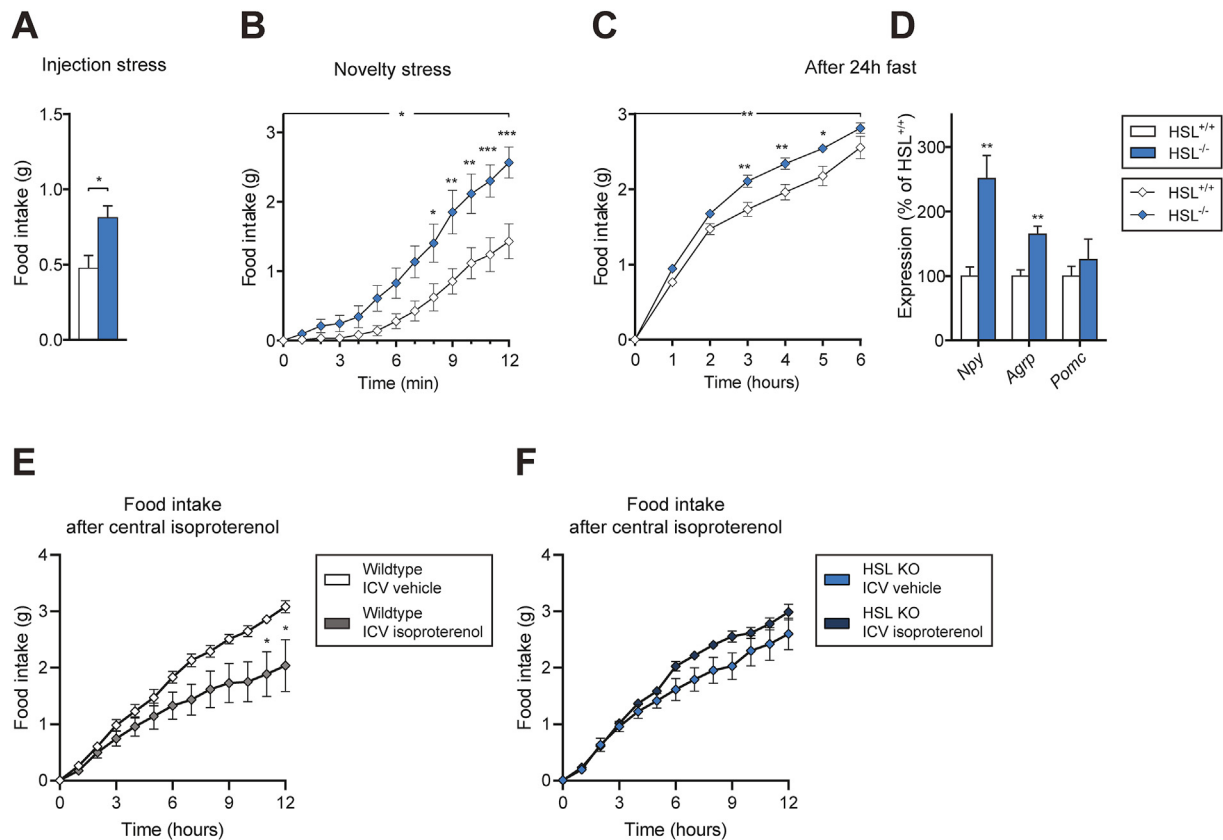 A
Injection stress
Food intake (g)
1.5
1.0
0.5
0.0
*
B
Novelty stress
Food intake (g)
3
2
1
0
*
*
**
**
***
***
0
3
6
9
12
Time (min)
C
After 24h fast
Food intake (g)
3
2
1
0
**
**
**
*
0
1
2
3
4
5
6
Time (hours)
D
Expression (% of HSL+/+)
300
200
100
0
**
**
Npy
Agrp
Pomc
HSL+/+
HSL-/-
HSL+/+
HSL-/-
E
Food intake
after central isoproterenol
Food intake (g)
4
3
2
1
0
*
*
0
3
6
9
12
Time (hours)
Wildtype
ICV vehicle
Wildtype
ICV isoproterenol
F
Food intake
after central isoproterenol
Food intake (g)
4
3
2
1
0
0
3
6
9
12
Time (hours)
HSL KO
ICV vehicle
HSL KO
ICV isoproterenol